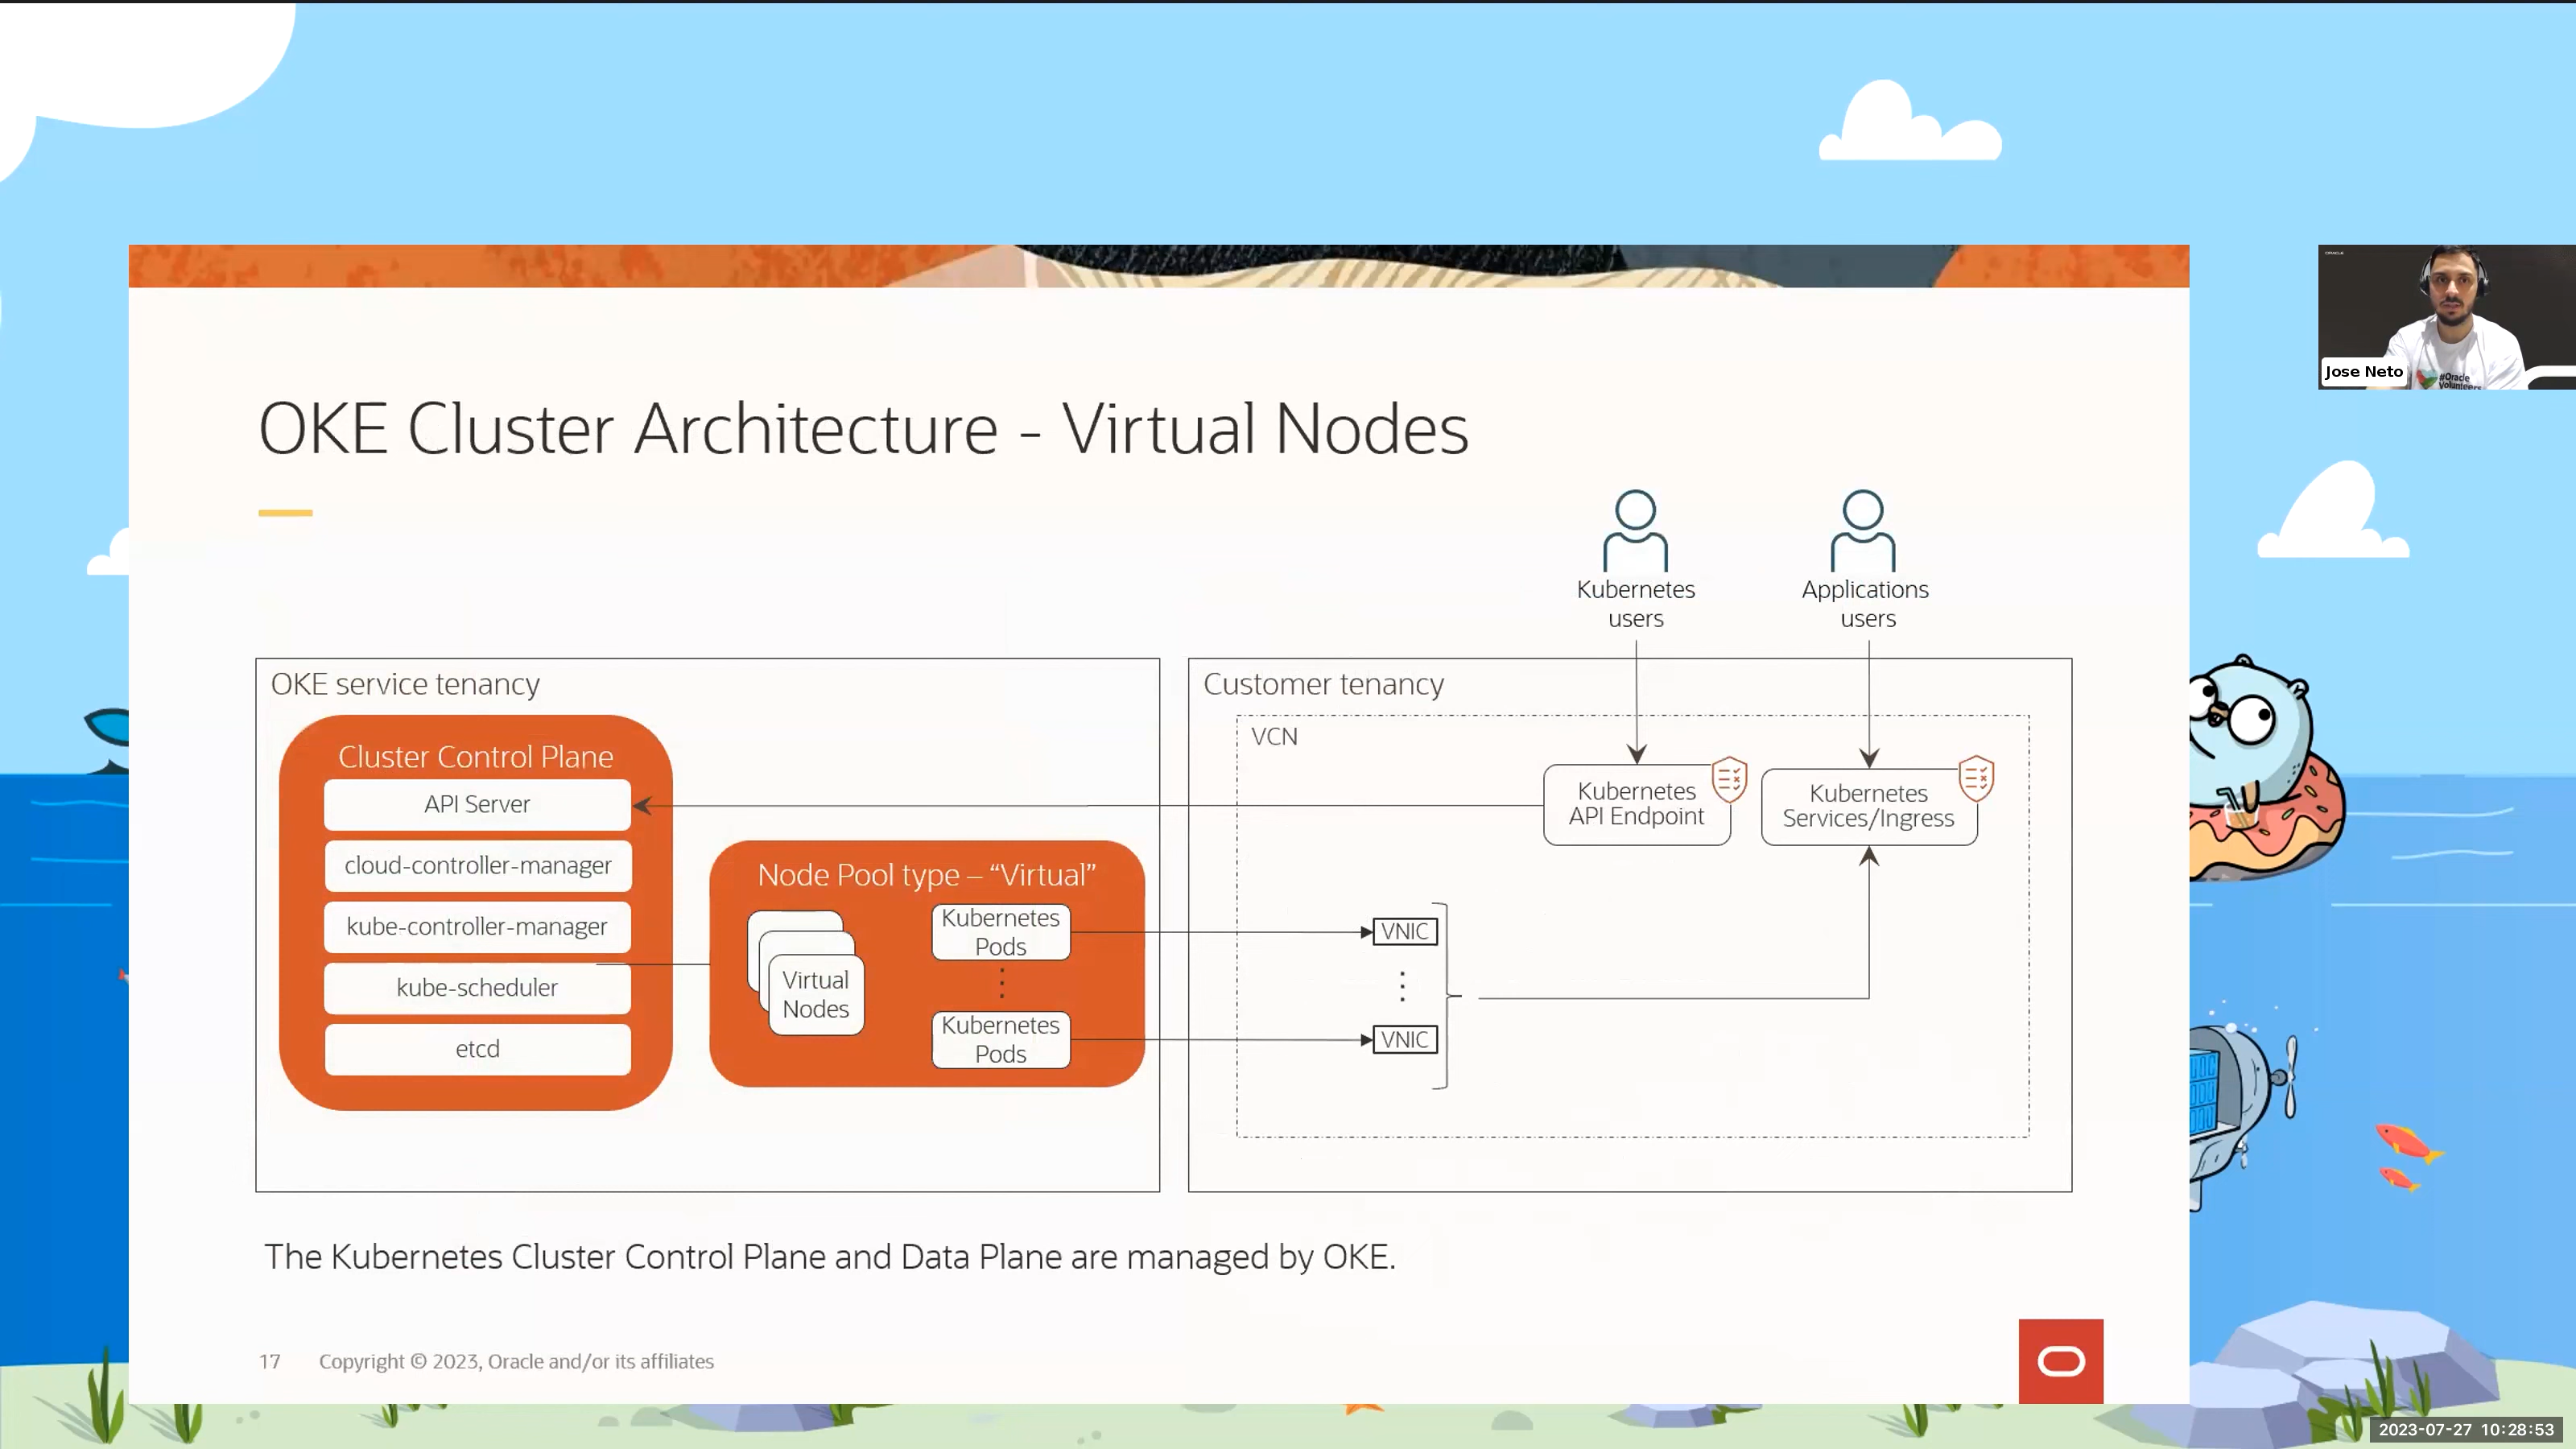 ORACLE
Jose Neto
#Oracle
Volunteers
OKE Cluster Architecture - Virtual Nodes
Kubernetes
users
Applications
users
OKE service tenancy
Cluster Control Plane
API Server
cloud-controller-manager
kube-controller-manager
kube-scheduler
etcd
Node Pool type – “Virtual”
Virtual
Nodes
Kubernetes
Pods
Kubernetes
Pods
Customer tenancy
VCN
Kubernetes
API Endpoint
Kubernetes
Services/Ingress
VNIC
VNIC
The Kubernetes Cluster Control Plane and Data Plane are managed by OKE.
17 Copyright © 2023, Oracle and/or its affiliates
2023-07-27 10:28:53